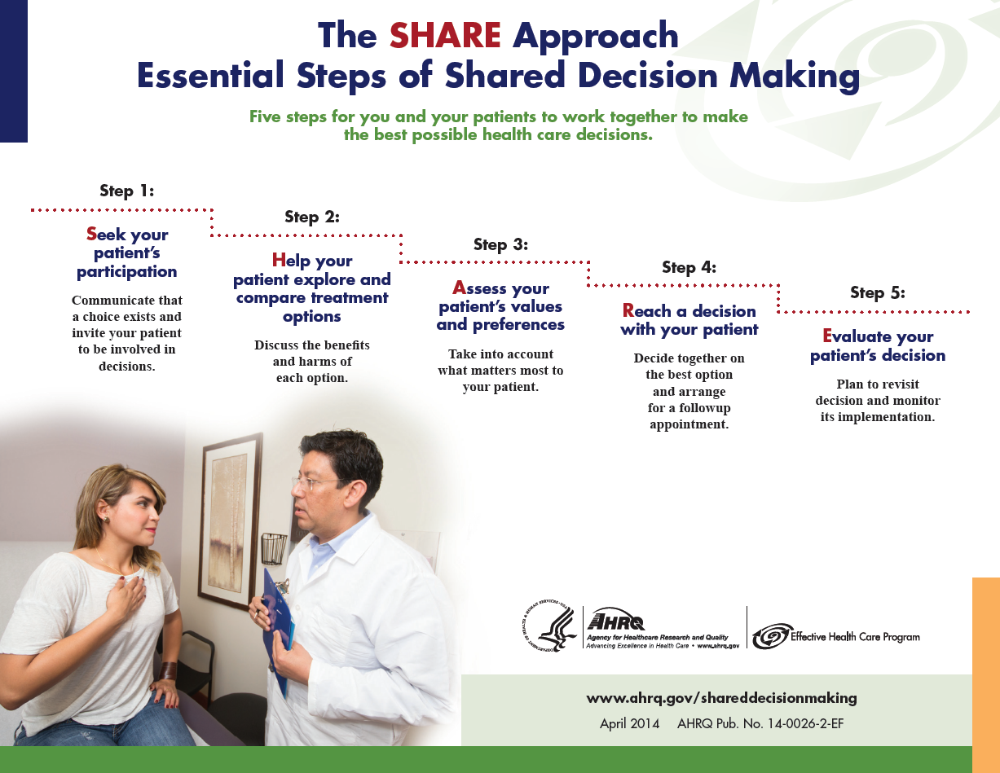 The SHARE Approach
Essential Steps of Shared Decision Making
Five steps for you and your patients to work together to make
the best possible health care decisions.
Step 1:
Seek your
patient's
participation
Communicate that
a choice exists and
invite your patient
to be involved in
decisions.
Step 2:
Help your
patient explore and
compare treatment
options
Discuss the benefits
and harms of
each option.
Step 3:
Assess your
patient's values
and preferences
Take into account
what matters most to
your patient.
Step 4:
Reach a decision
with your patient
Decide together on
the best option
and arrange
for a followup
appointment.
Step 5:
Evaluate your
patient's decision
Plan to revisit
decision and monitor
its implementation.
DEPARTMENT OF HEALTH & HUMAN SERVICES • USA
AHRQ
Agency for Healthcare Research and Quality
Advancing Excellence in Health Care • www.ahrq.gov
Effective Health Care Program
www.ahrq.gov/shareddecisionmaking
April 2014 AHRQ Pub. No. 14-0026-2-EF